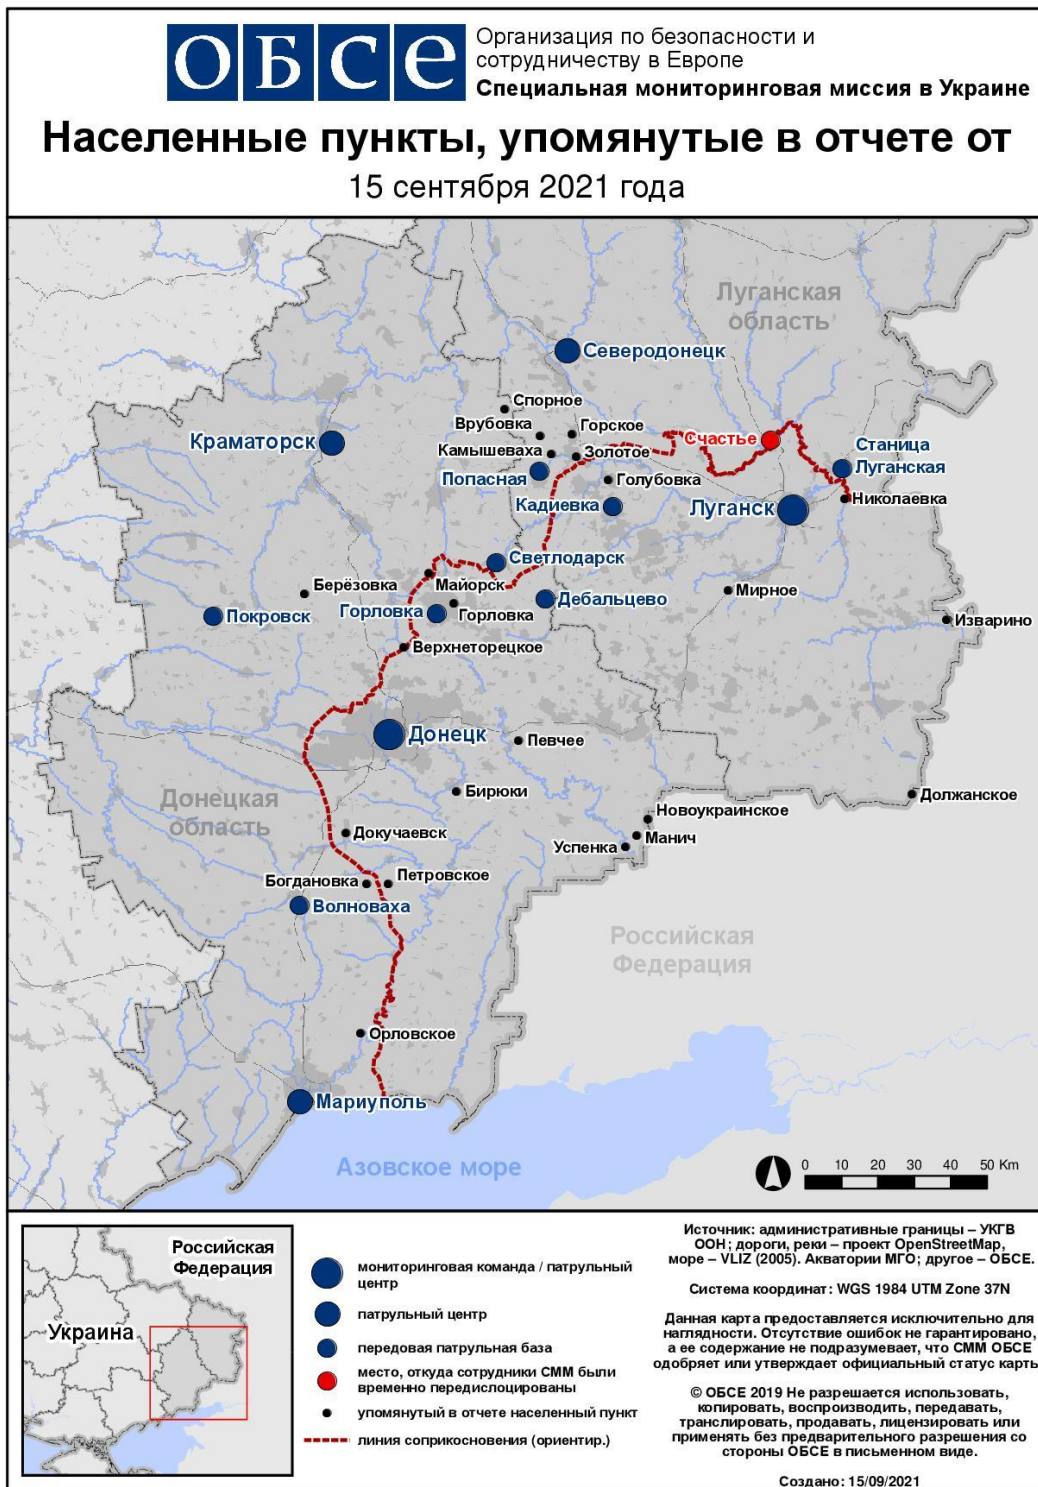 ОБСЕ
Организация по безопасности и
сотрудничеству в Европе
Специальная мониторинговая миссия в Украине
Населенные пункты, упомянутые в отчете от
15 сентября 2021 года
Луганская
область
Северодонецк
Спорное
Врубовка
Горское
Счастье
Краматорск
Станица
Луганская
Камышеваха
Золотое
Попасная
Голубовка
Кадиевка
Луганск
Николаевка
Светлодарск
Берёзовка
Майорск
Мирное
Дебальцево
Покровск
Горловка
Горловка
Изварино
Верхнеторецкое
Донецк
Певчее
Бирюки
Донецкая
область
Должанское
Новоукраинское
Докучаевск
Манич
Успенка
Богдановка
Петровское
Волноваха
Российская
Федерация
Орловское
Мариуполь
Азовское море
0 10 20 30 40 50 Km
Российская
Федерация
Украина
мониторинговая команда / патрульный
центр
патрульный центр
передовая патрульная база
место, откуда сотрудники СММ были
временно передислоцированы
упомянутый в отчете населенный пункт
линия соприкосновения (ориентир.)
Источник: административные границы – УКГВ
ООН; дороги, реки – проект OpenStreetMap,
море – VLIZ (2005). Акватории МГО; другое – ОБСЕ.
Система координат: WGS 1984 UTM Zone 37N
Данная карта предоставляется исключительно для
наглядности. Отсутствие ошибок не гарантировано,
а ее содержание не подразумевает, что СММ ОБСЕ
одобряет или утверждает официальный статус карты
© ОБСЕ 2019 Не разрешается использовать,
копировать, воспроизводить, передавать,
транслировать, продавать, лицензировать или
применять без предварительного разрешения со
стороны ОБСЕ в письменном виде.
Создано: 15/09/2021